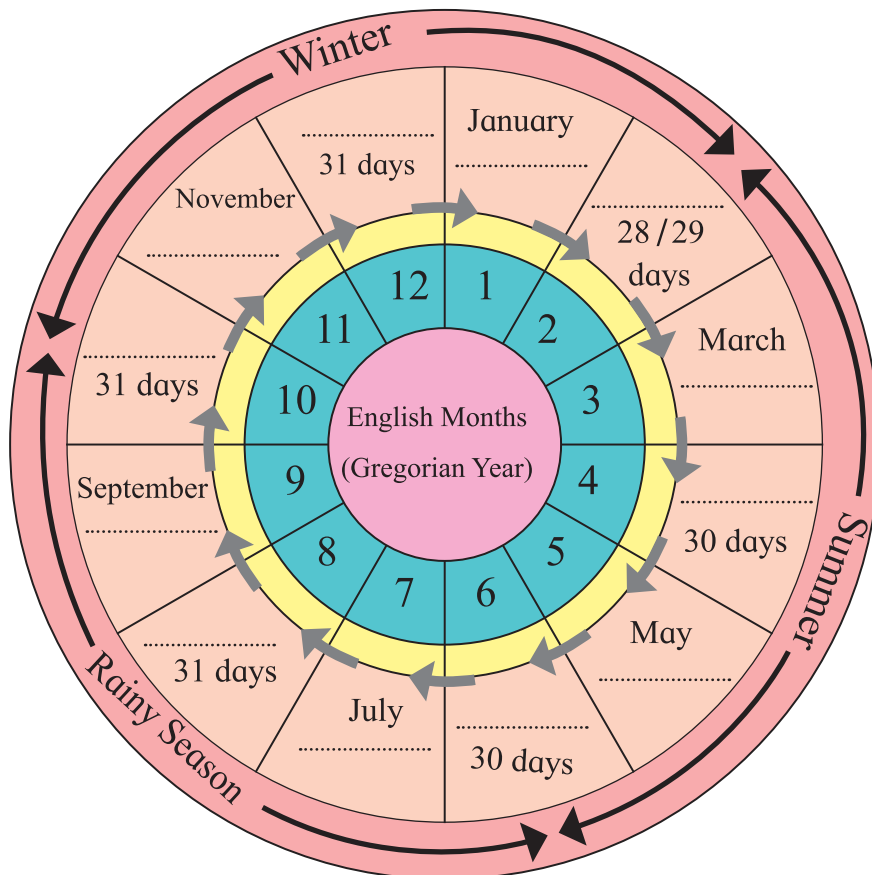 Winter
Summer
Rainy Season
January
....................................
....................................
28/29
days
March
....................................
....................................
30 days
May
....................................
....................................
30 days
July
....................................
....................................
31 days
September
....................................
....................................
31 days
November
....................................
....................................
31 days
1
2
3
4
5
6
7
8
9
10
11
12
English Months
(Gregorian Year)